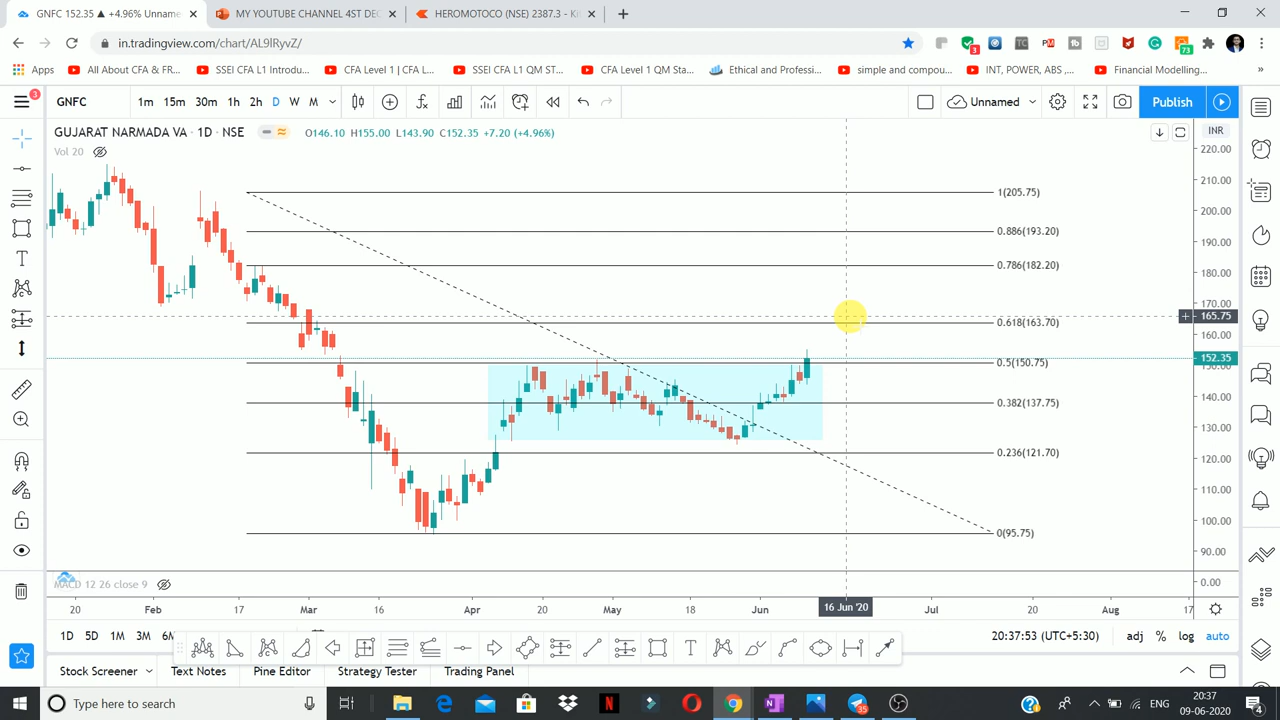 GNFC 152.35 ▲ +4.96% Unname
MY YOUTUBE CHANNEL 4ST DEC
HEROMOTOCO (NSE) 2387.3 - Ki
in.tradingview.com/chart/AL9lRyvZ/
3
73
Apps
All About CFA & FR...
SSEI CFA L1 Introdu...
CFA Level 1 | CFA L...
SSEI CFA L1 QM ST...
CFA Level 1 QM Sta...
Ethical and Professi...
simple and compou...
INT, POWER, ABS ,...
Financial Modelling...
3
GNFC
1m 15m 30m 1h 2h D W M
Unnamed
Publish
GUJARAT NARMADA VA · 1D · NSE
O146.10 H155.00 L143.90 C152.35 +7.20 (+4.96%)
INR
Vol 20
220.00
210.00
200.00
190.00
180.00
170.00
165.75
160.00
152.35
150.00
140.00
130.00
120.00
110.00
100.00
90.00
0.00
1(205.75)
0.886(193.20)
0.786(182.20)
0.618(163.70)
0.5(150.75)
0.382(137.75)
0.236(121.70)
0(95.75)
MACD 12 26 close 9
20 Feb 17 Mar 16 Apr 20 May 18 Jun 16 Jun '20 Jul 20 Aug 17
1D 5D 1M 3M 6M
20:37:53 (UTC+5:30) adj % log auto
Stock Screener Text Notes Pine Editor Strategy Tester Trading Panel
Type here to search
35
ENG
20:37
09-06-2020
4